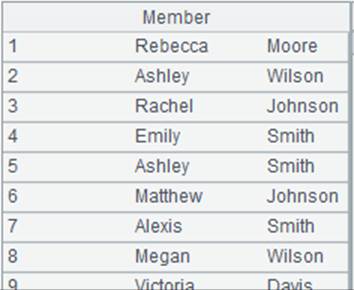 Member
1 Rebecca Moore
2 Ashley Wilson
3 Rachel Johnson
4 Emily Smith
5 Ashley Smith
6 Matthew Johnson
7 Alexis Smith
8 Megan Wilson
9 Victoria Davis